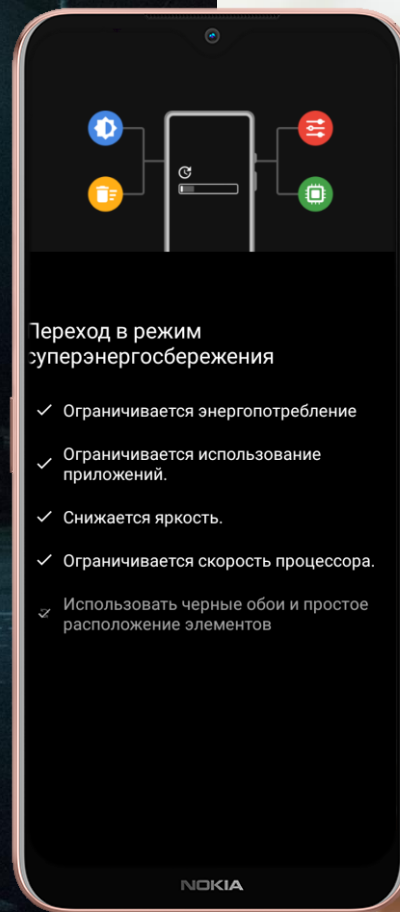 Переход в режим
суперэнергосбережения
Ограничивается энергопотребление
Ограничивается использование
приложений.
Снижается яркость.
Ограничивается скорость процессора.
Использовать черные обои и простое
расположение элементов
NOKIA